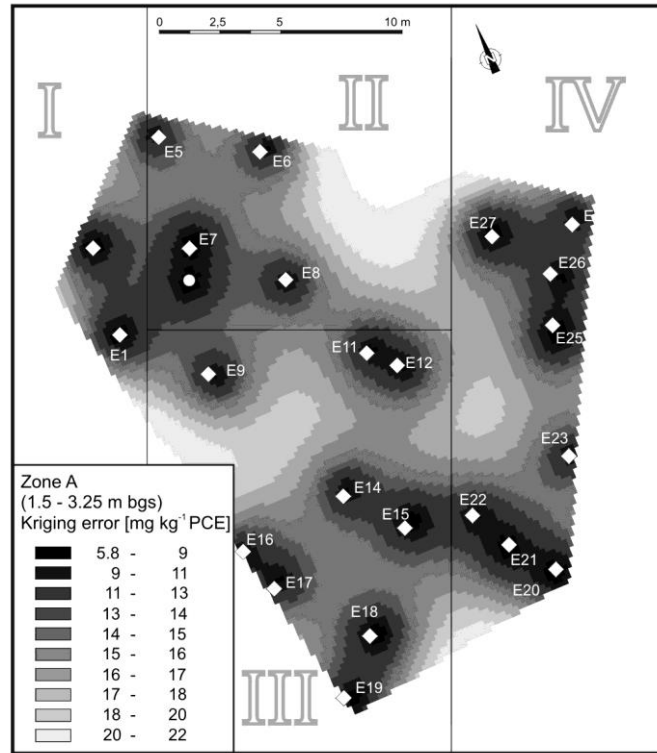 0 2,5 5 10 m
N
I
II
IV
E5
E6
E7
E27
E
E8
E26
E1
E11
E12
E25
E9
E23
E14
E22
E15
E16
E21
E17
E20
E18
III
E19
Zone A
(1.5 - 3.25 m bgs)
Kriging error [mg kg⁻¹ PCE]
5.8 - 9
9 - 11
11 - 13
13 - 14
14 - 15
15 - 16
16 - 17
17 - 18
18 - 20
20 - 22